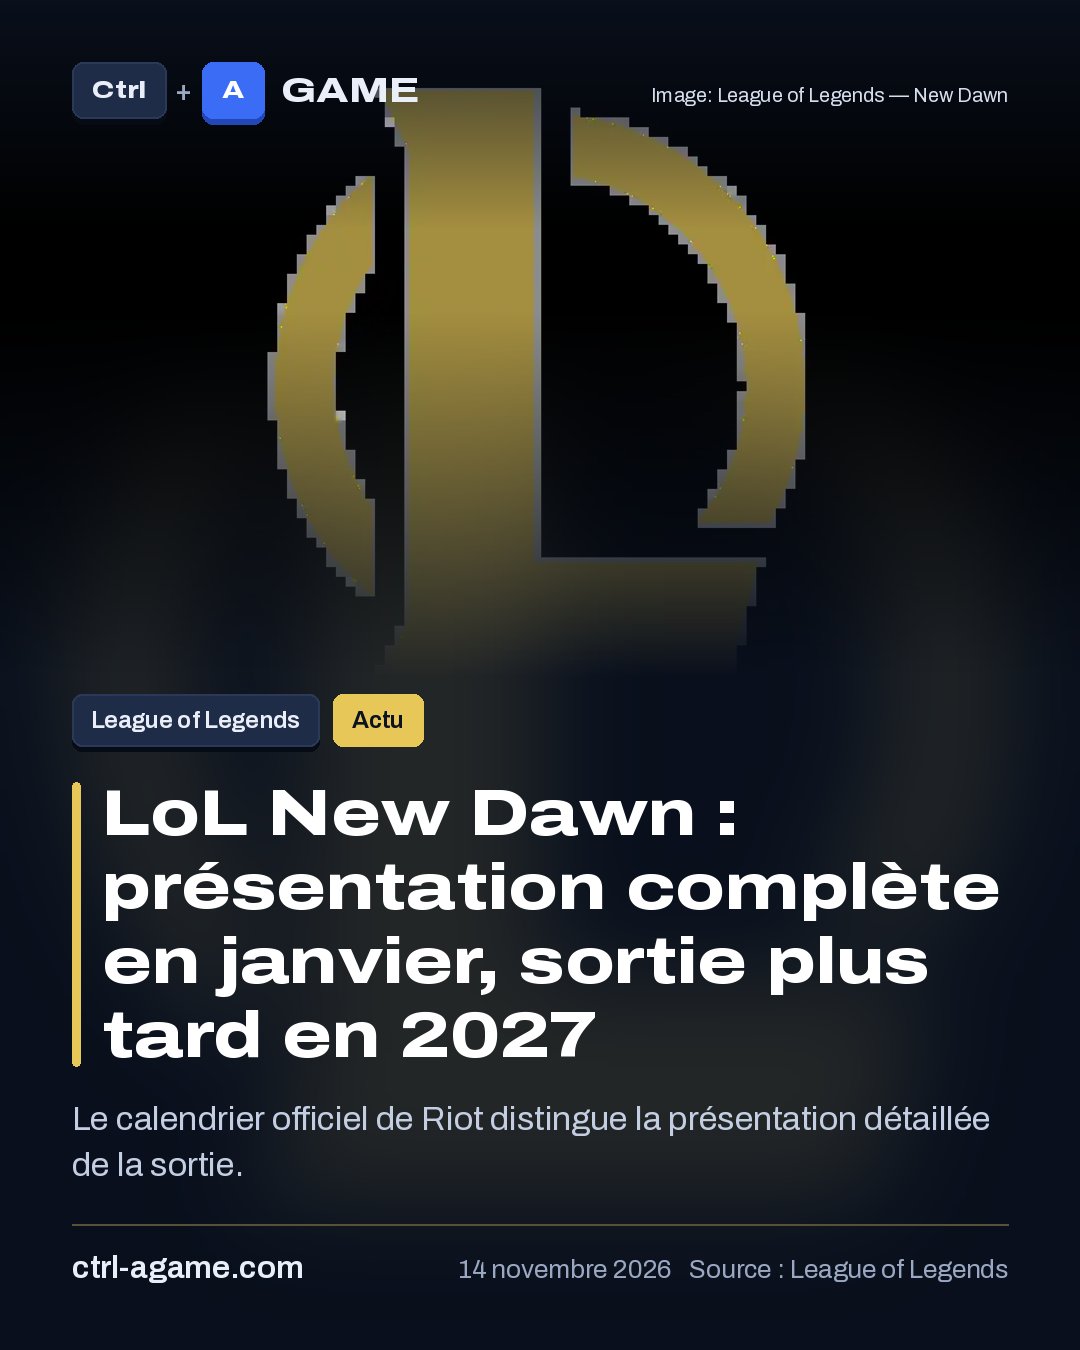 Ctrl + A GAME
Image: League of Legends — New Dawn
League of Legends Actu
LoL New Dawn :
présentation complète
en janvier, sortie plus
tard en 2027
Le calendrier officiel de Riot distingue la présentation détaillée
de la sortie.
ctrl-agame.com
14 novembre 2026 Source : League of Legends